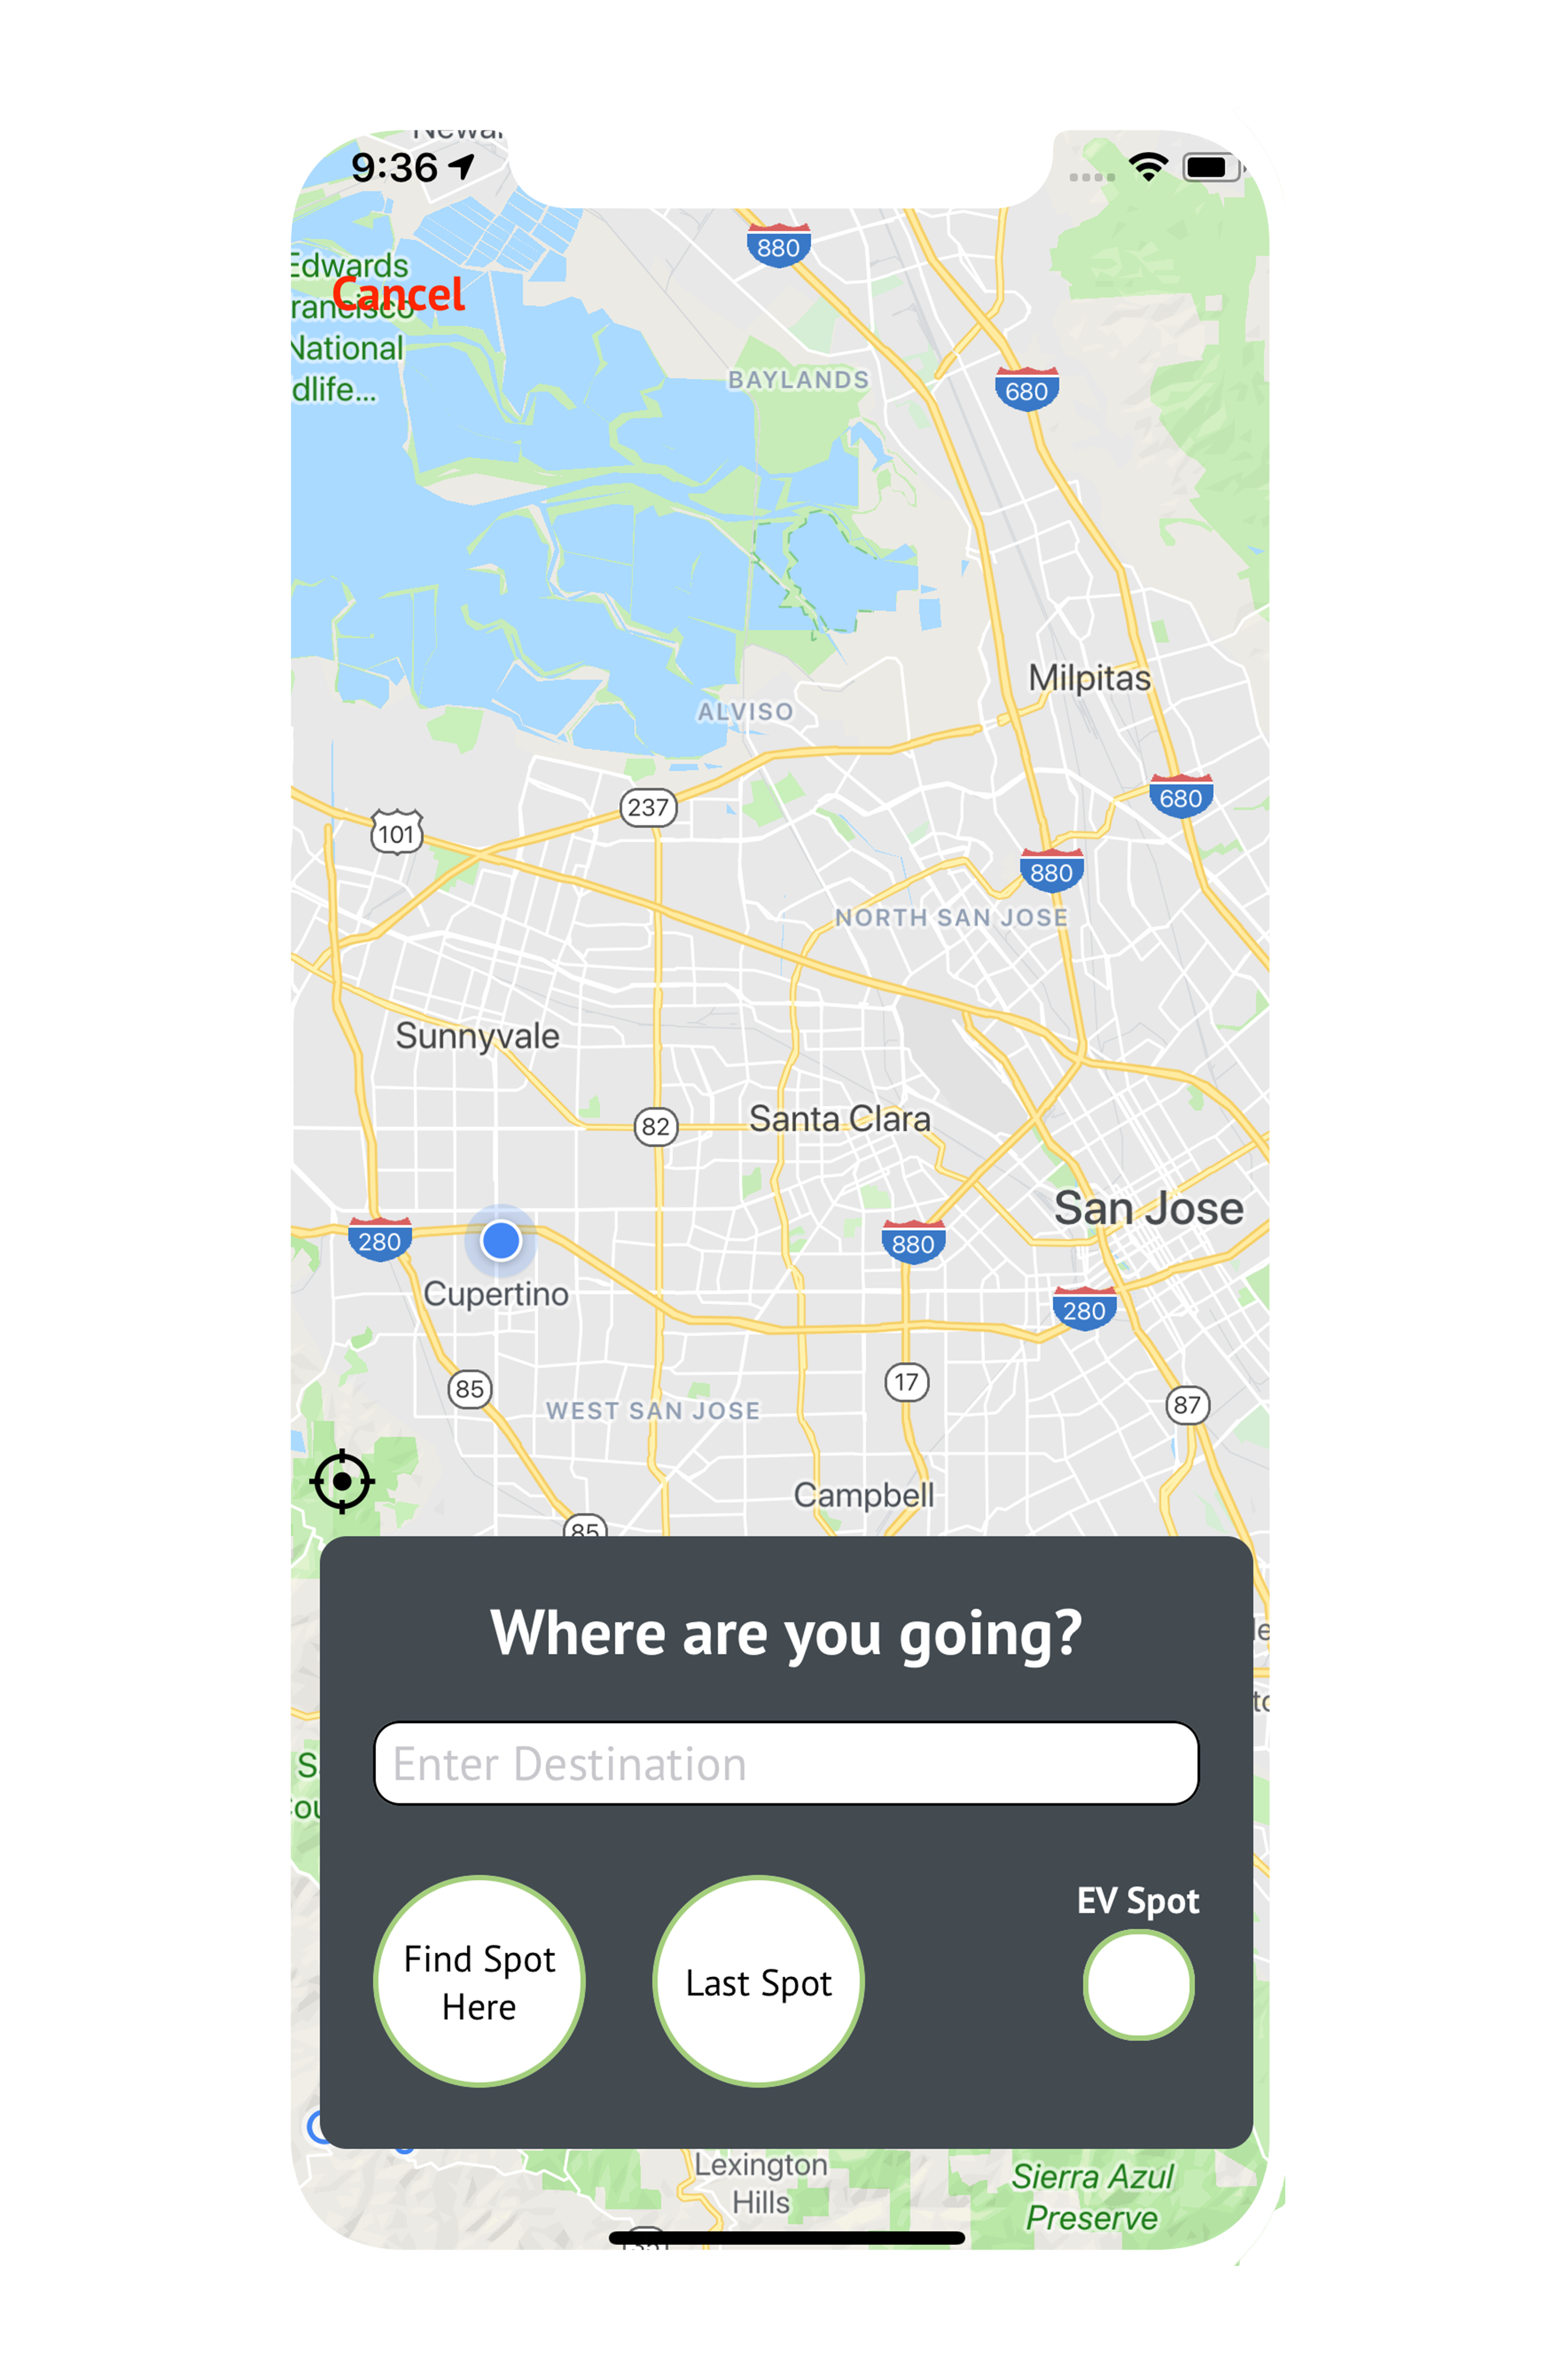 9:36
880
Edwards
Cancel
National
BAYLANDS
680
Milpitas
ALVISO
680
237
101
880
NORTH SAN JOSE
Sunnyvale
Santa Clara
82
San Jose
280
880
Cupertino
280
85
17
87
WEST SAN JOSE
Campbell
85
Where are you going?
Enter Destination
EV Spot
Find Spot
Here
Last Spot
Lexington
Hills
Sierra Azul
Preserve